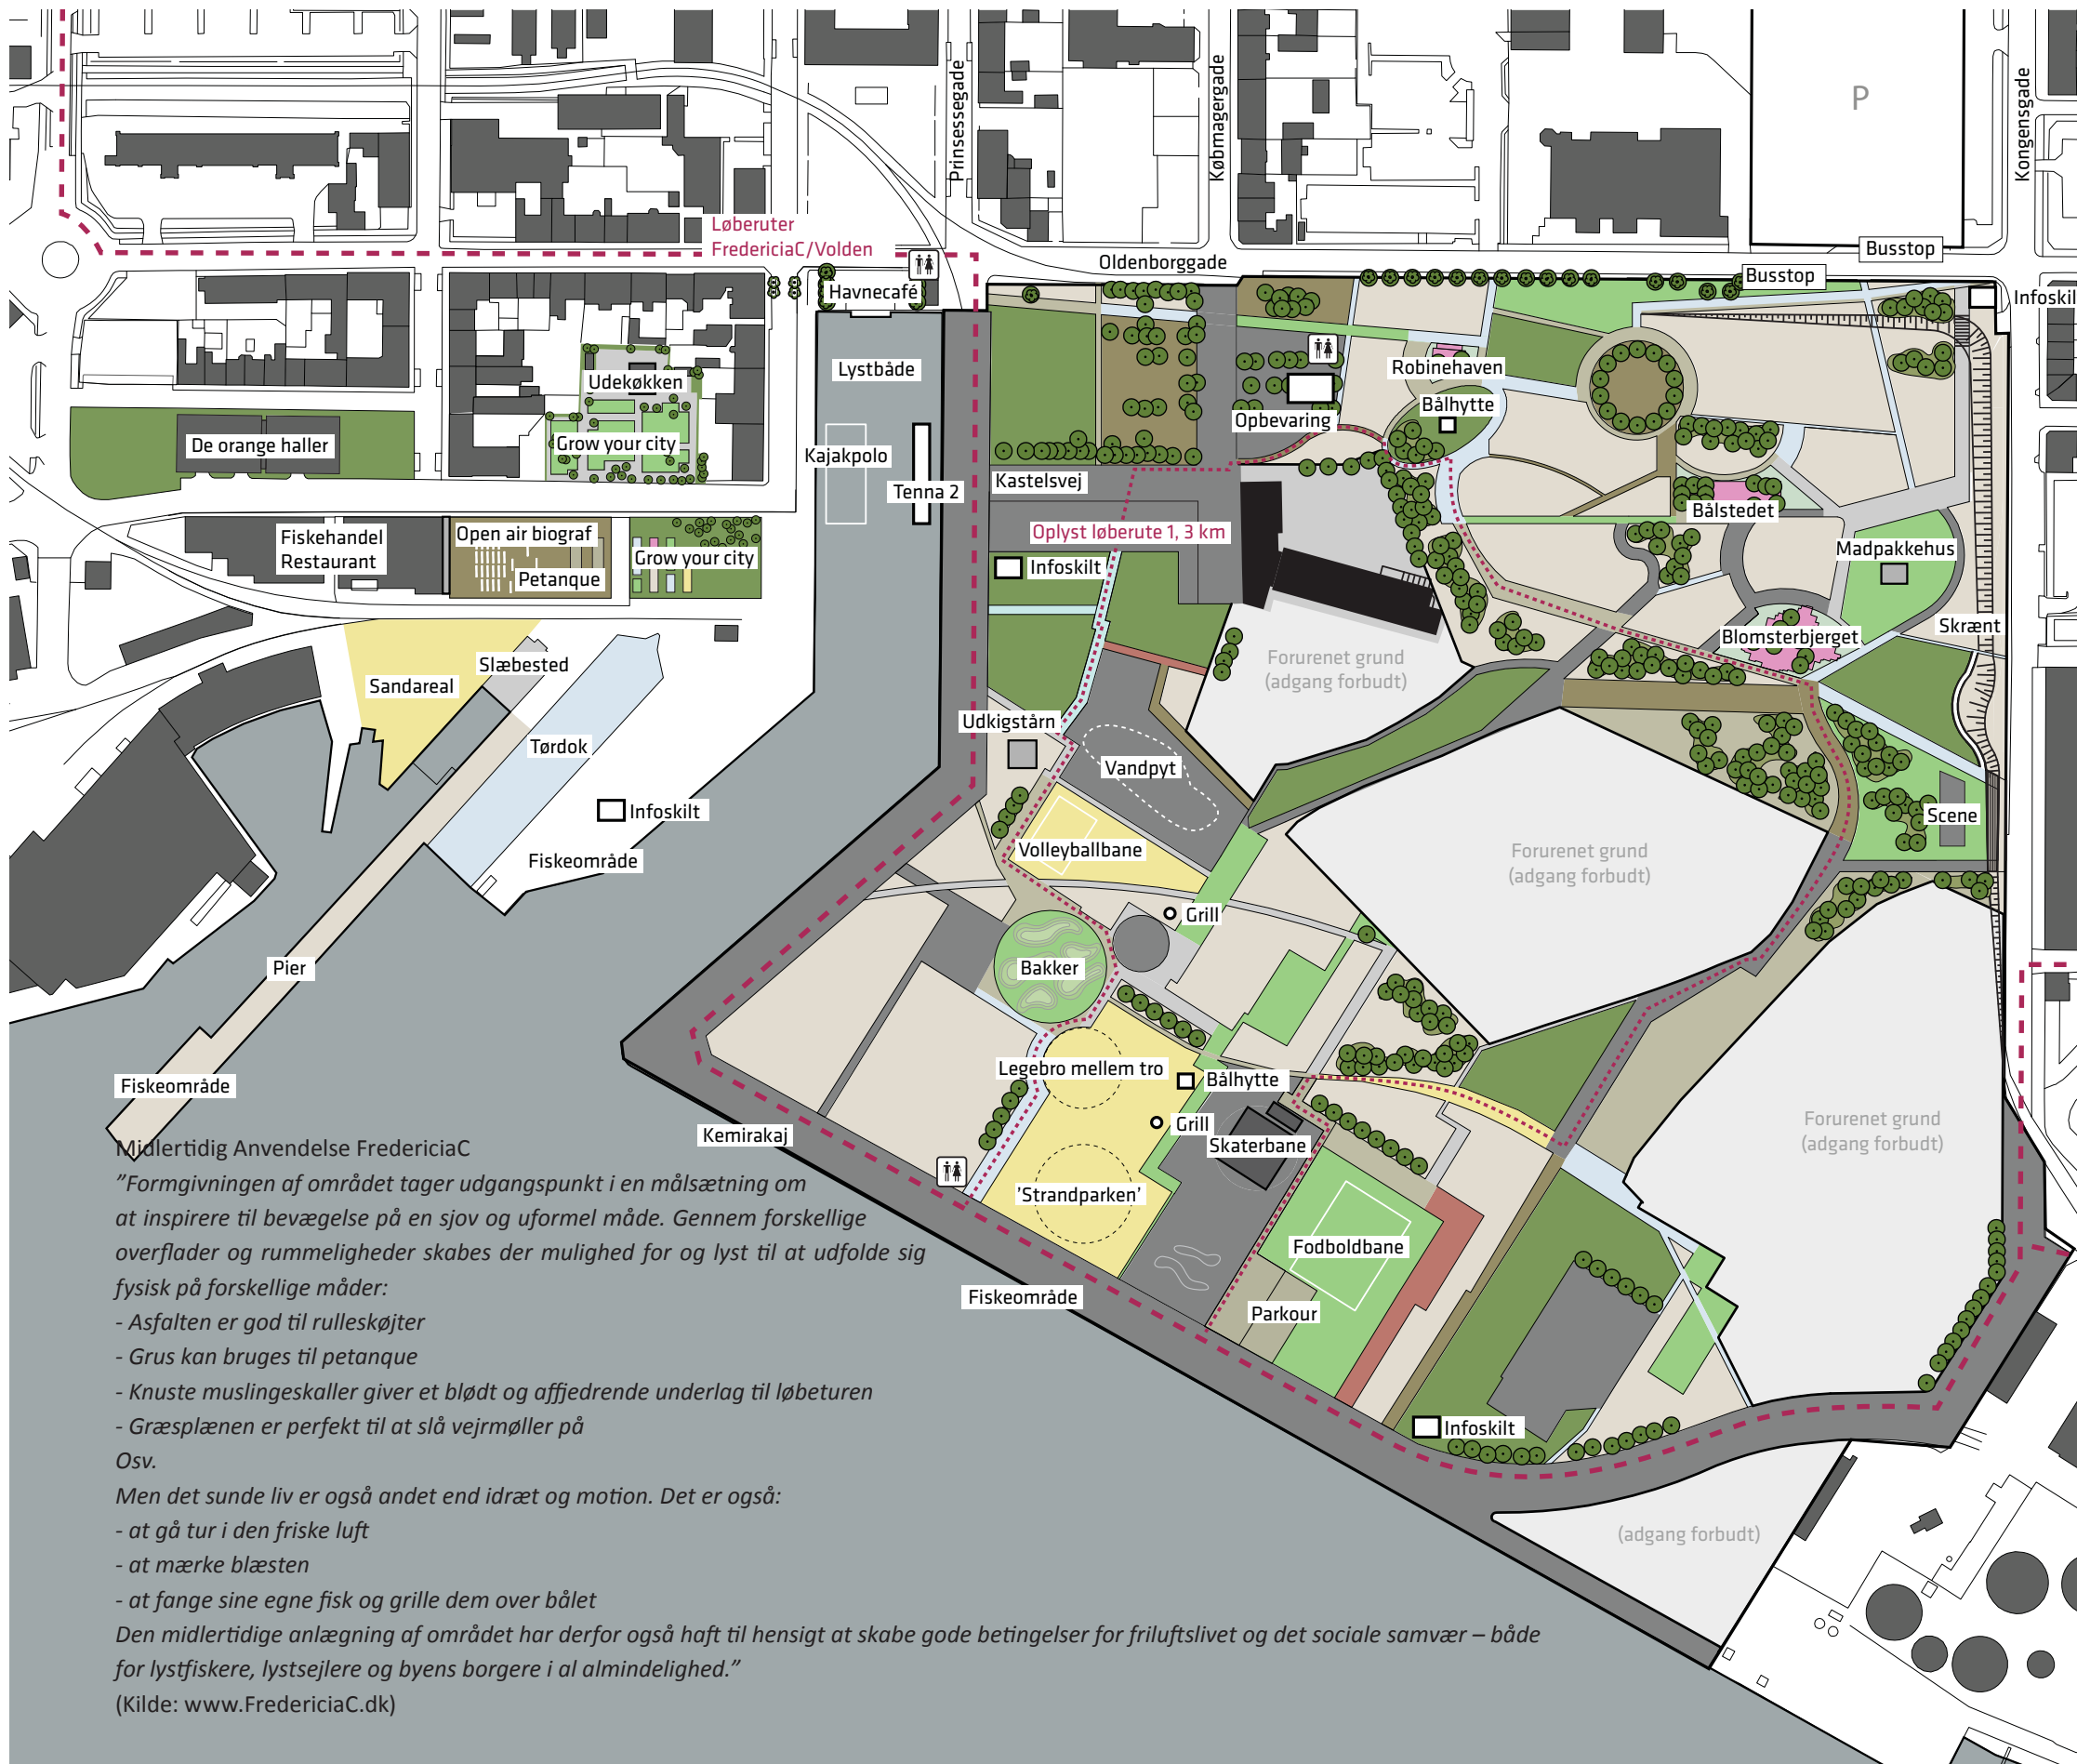 P
Prinsessegade
Købmagergade
Kongensgade
Løberuter
FredericiaC/Volden
Busstop
Oldenborggade
Busstop
Havnecafé
Infoskil
Lystbåde
Robinehaven
Udekøkken
Bålhytte
Opbevaring
De orange haller
Grow your city
Kajakpolo
Kastelsvej
Tenna 2
Bålstedet
Oplyst løberute 1, 3 km
Fiskehandel
Restaurant
Open air biograf
Petanque
Grow your city
Infoskilt
Madpakkehus
Skrænt
Blomsterbjerget
Forurenet grund
(adgang forbudt)
Slæbested
Sandareal
Udkigstårn
Tørdok
Vandpyt
Infoskilt
Scene
Volleyballbane
Forurenet grund
(adgang forbudt)
Fiskeområde
Grill
Bakker
Pier
Legebro mellem tro
Bålhytte
Fiskeområde
Grill
Kemirakaj
Skaterbane
Forurenet grund
(adgang forbudt)
'Strandparken'
Fodboldbane
Fiskeområde
Parkour
Infoskilt
(adgang forbudt)
Midlertidig Anvendelse FredericiaC
”Formgivningen af området tager udgangspunkt i en målsætning om
at inspirere til bevægelse på en sjov og uformel måde. Gennem forskellige
overflader og rummeligheder skabes der mulighed for og lyst til at udfolde sig
fysisk på forskellige måder:
- Asfalten er god til rulleskøjter
- Grus kan bruges til petanque
- Knuste muslingeskaller giver et blødt og affjedrende underlag til løbeturen
- Græsplænen er perfekt til at slå vejrmøller på
Osv.
Men det sunde liv er også andet end idræt og motion. Det er også:
- at gå tur i den friske luft
- at mærke blæsten
- at fange sine egne fisk og grille dem over bålet
Den midlertidige anlægning af området har derfor også haft til hensigt at skabe gode betingelser for friluftslivet og det sociale samvær – både
for lystfiskere, lystsejlere og byens borgere i al almindelighed.”
(Kilde: www.FredericiaC.dk)